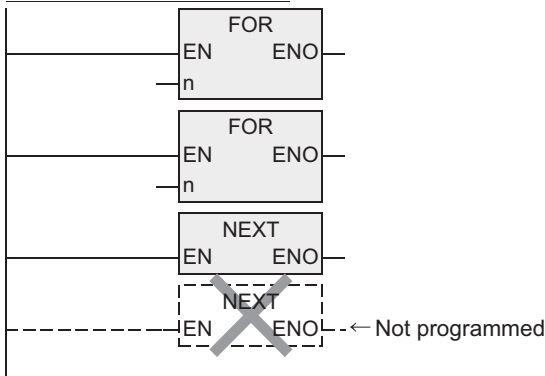 FOR
EN ENO
n
FOR
EN ENO
n
NEXT
EN ENO
NEXT
EN ENO ← Not programmed